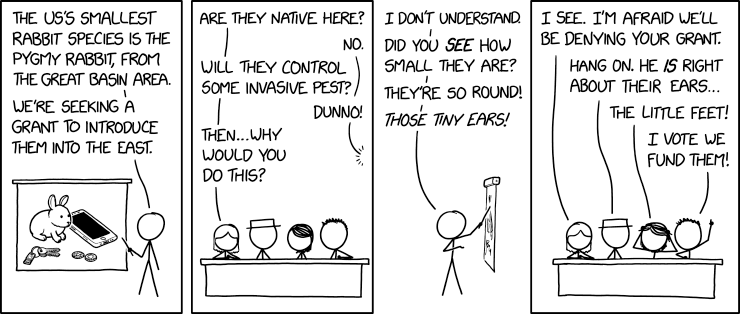 THE US'S SMALLEST
RABBIT SPECIES IS THE
PYGMY RABBIT, FROM
THE GREAT BASIN AREA.
WE'RE SEEKING A
GRANT TO INTRODUCE
THEM INTO THE EAST.
ARE THEY NATIVE HERE?
NO.
WILL THEY CONTROL
SOME INVASIVE PEST?
DUNNO!
THEN...WHY
WOULD YOU
DO THIS?
I DON'T UNDERSTAND.
DID YOU SEE HOW
SMALL THEY ARE?
THEY'RE SO ROUND!
THOSE TINY EARS!
I SEE. I'M AFRAID WE'LL
BE DENYING YOUR GRANT.
HANG ON. HE IS RIGHT
ABOUT THEIR EARS...
THE LITTLE FEET!
I VOTE WE
FUND THEM!